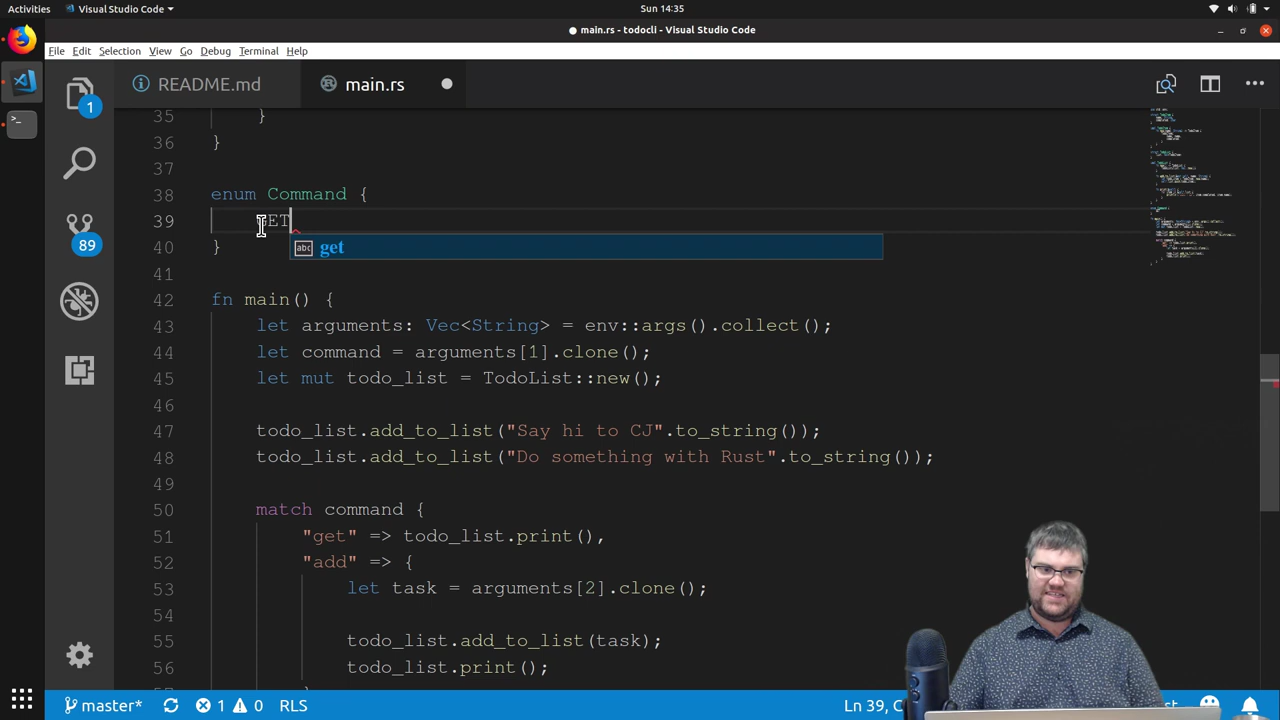 Activities
Visual Studio Code
Sun 14:35
main.rs - todocli - Visual Studio Code
File Edit Selection View Go Debug Terminal Help
README.md
main.rs
1
89
35 }
36 }
37
38 enum Command {
39 GET
40 }
get
41
42 fn main() {
43 let arguments: Vec<String> = env::args().collect();
44 let command = arguments[1].clone();
45 let mut todo_list = TodoList::new();
46
47 todo_list.add_to_list("Say hi to CJ".to_string());
48 todo_list.add_to_list("Do something with Rust".to_string());
49
50 match command {
51 "get" => todo_list.print(),
52 "add" => {
53 let task = arguments[2].clone();
54
55 todo_list.add_to_list(task);
56 todo_list.print();
master*
1
0
RLS
Ln 39, C